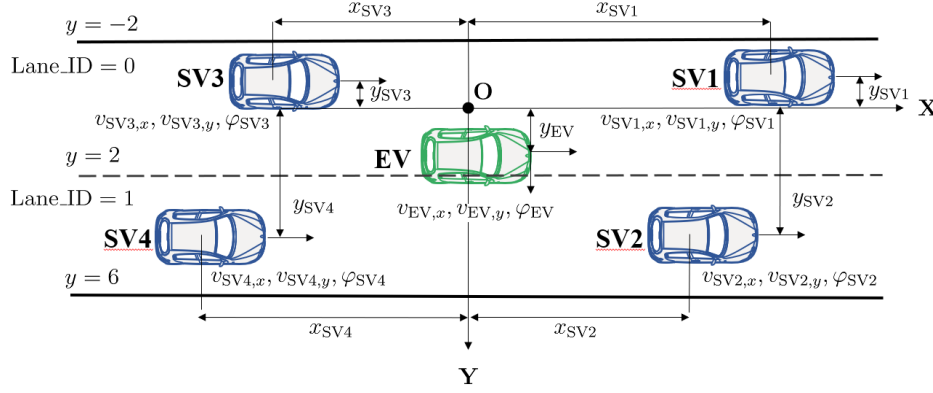 x_SV3 x_SV1
y = −2
Lane_ID = 0
SV3 SV1
y_SV3 y_SV1
O
X
v_SV3,x, v_SV3,y, φ_SV3 v_SV1,x, v_SV1,y, φ_SV1
y_EV
y = 2
EV
Lane_ID = 1
y_SV4 y_SV2
v_EV,x, v_EV,y, φ_EV
SV4 SV2
y = 6
v_SV4,x, v_SV4,y, φ_SV4 v_SV2,x, v_SV2,y, φ_SV2
x_SV4 x_SV2
Y